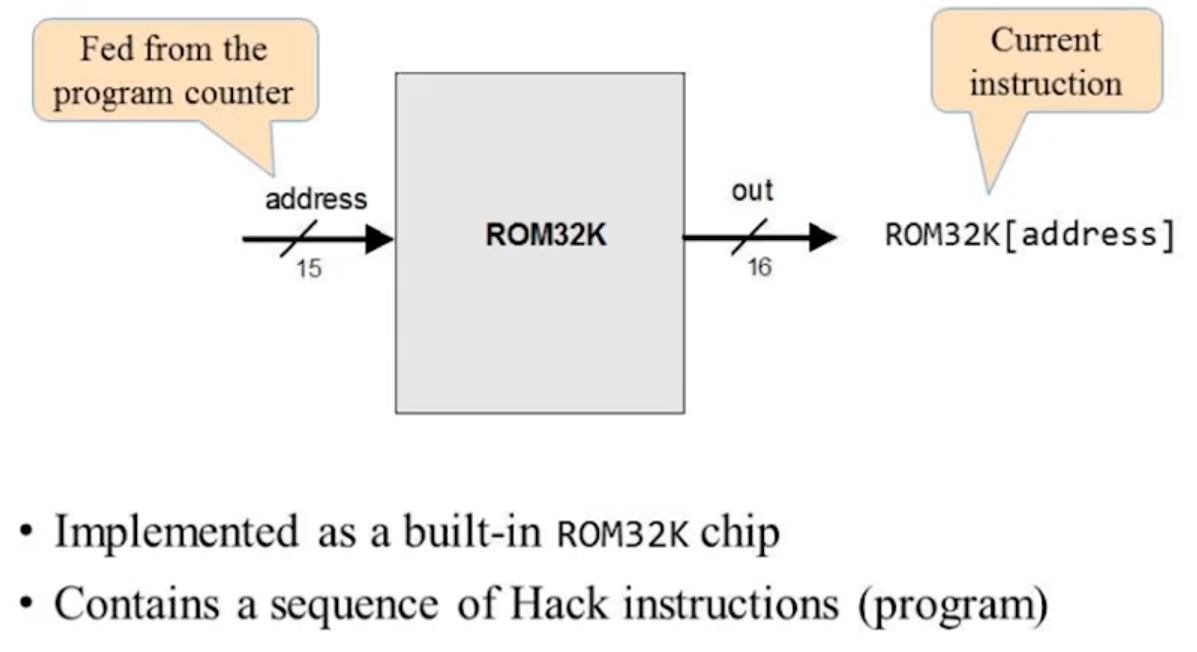 Fed from the
program counter
Current
instruction
address
15
ROM32K
out
16
ROM32K[address]
• Implemented as a built-in ROM32K chip
• Contains a sequence of Hack instructions (program)